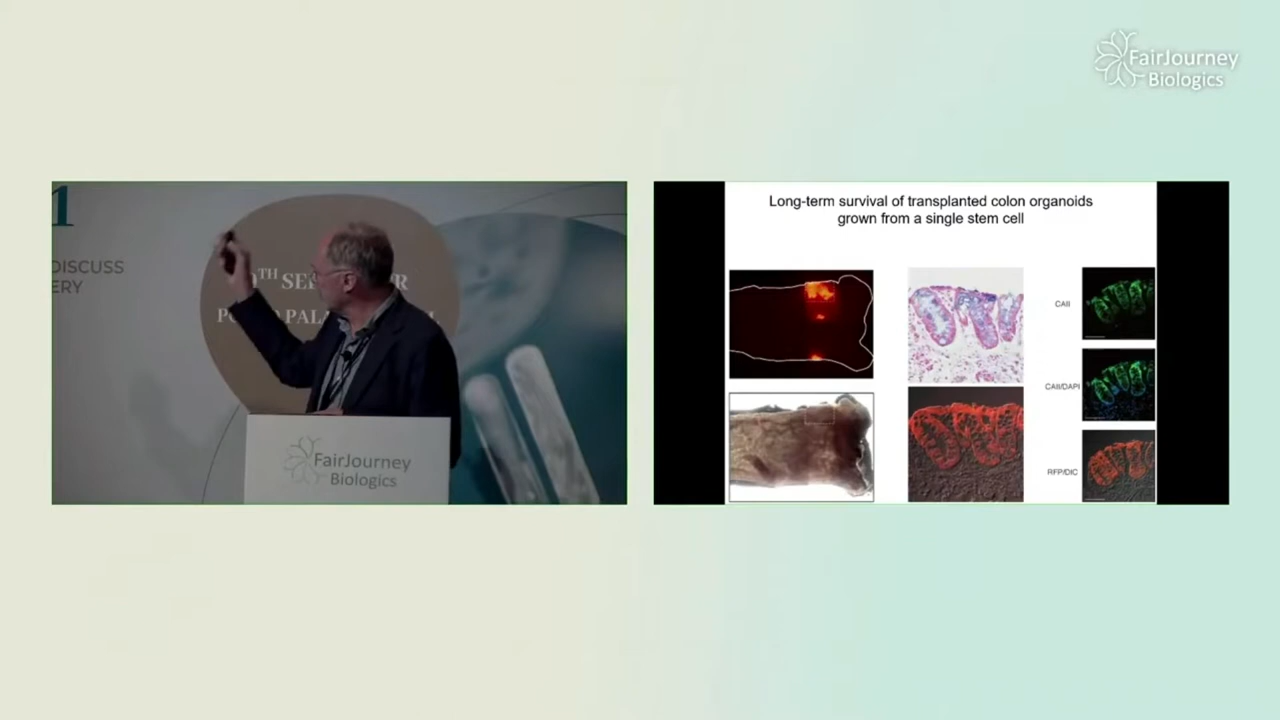 FairJourney
Biologics
1
DISCUSS
ERY
TH
FairJourney
Biologics
Long-term survival of transplanted colon organoids
grown from a single stem cell
CAII
CAII/DAPI
RFP/DIC